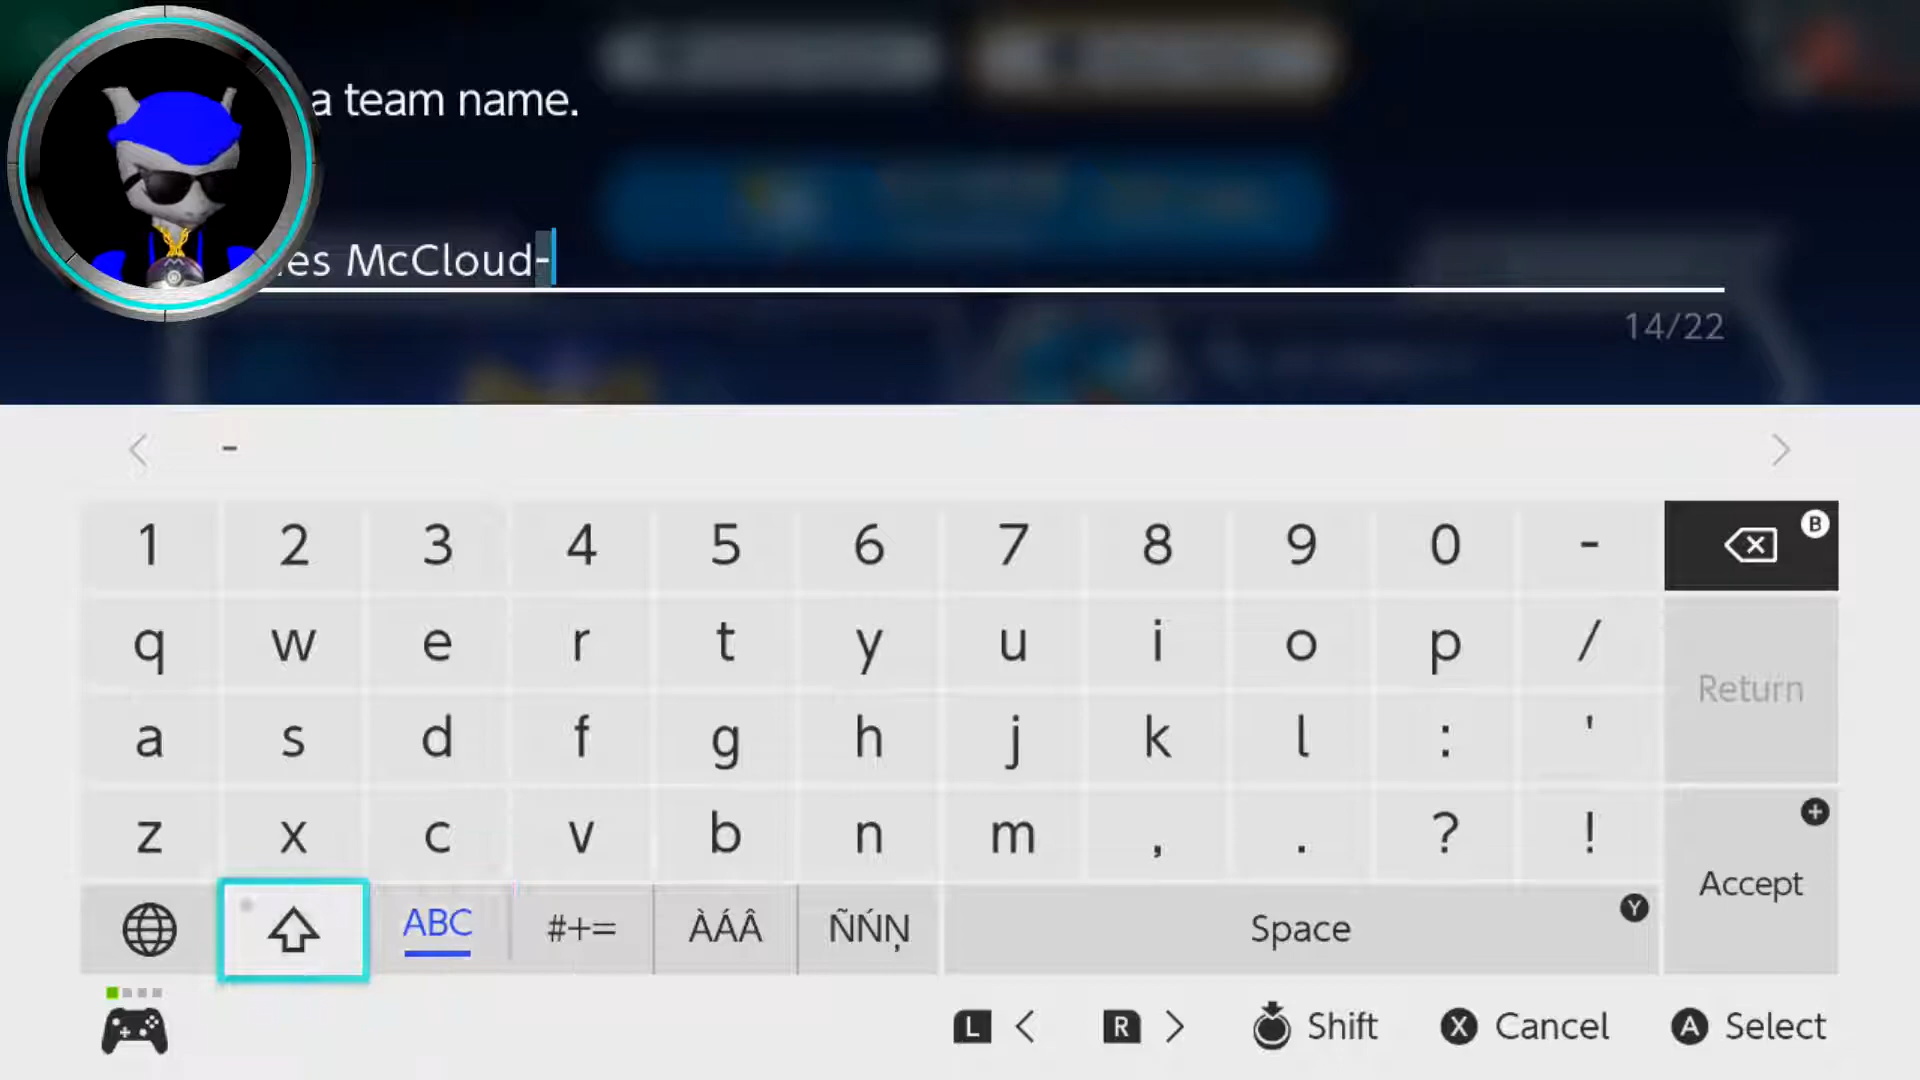 a team name.
es McCloud-
14/22
-
1 2 3 4 5 6 7 8 9 0 - B
q w e r t y u i o p /
Return
a s d f g h j k l : '
z x c v b n m , . ? ! +
Accept
ABC #+= ÀÁÂ ÑŃŅ Space Y
L < R > Shift X Cancel A Select